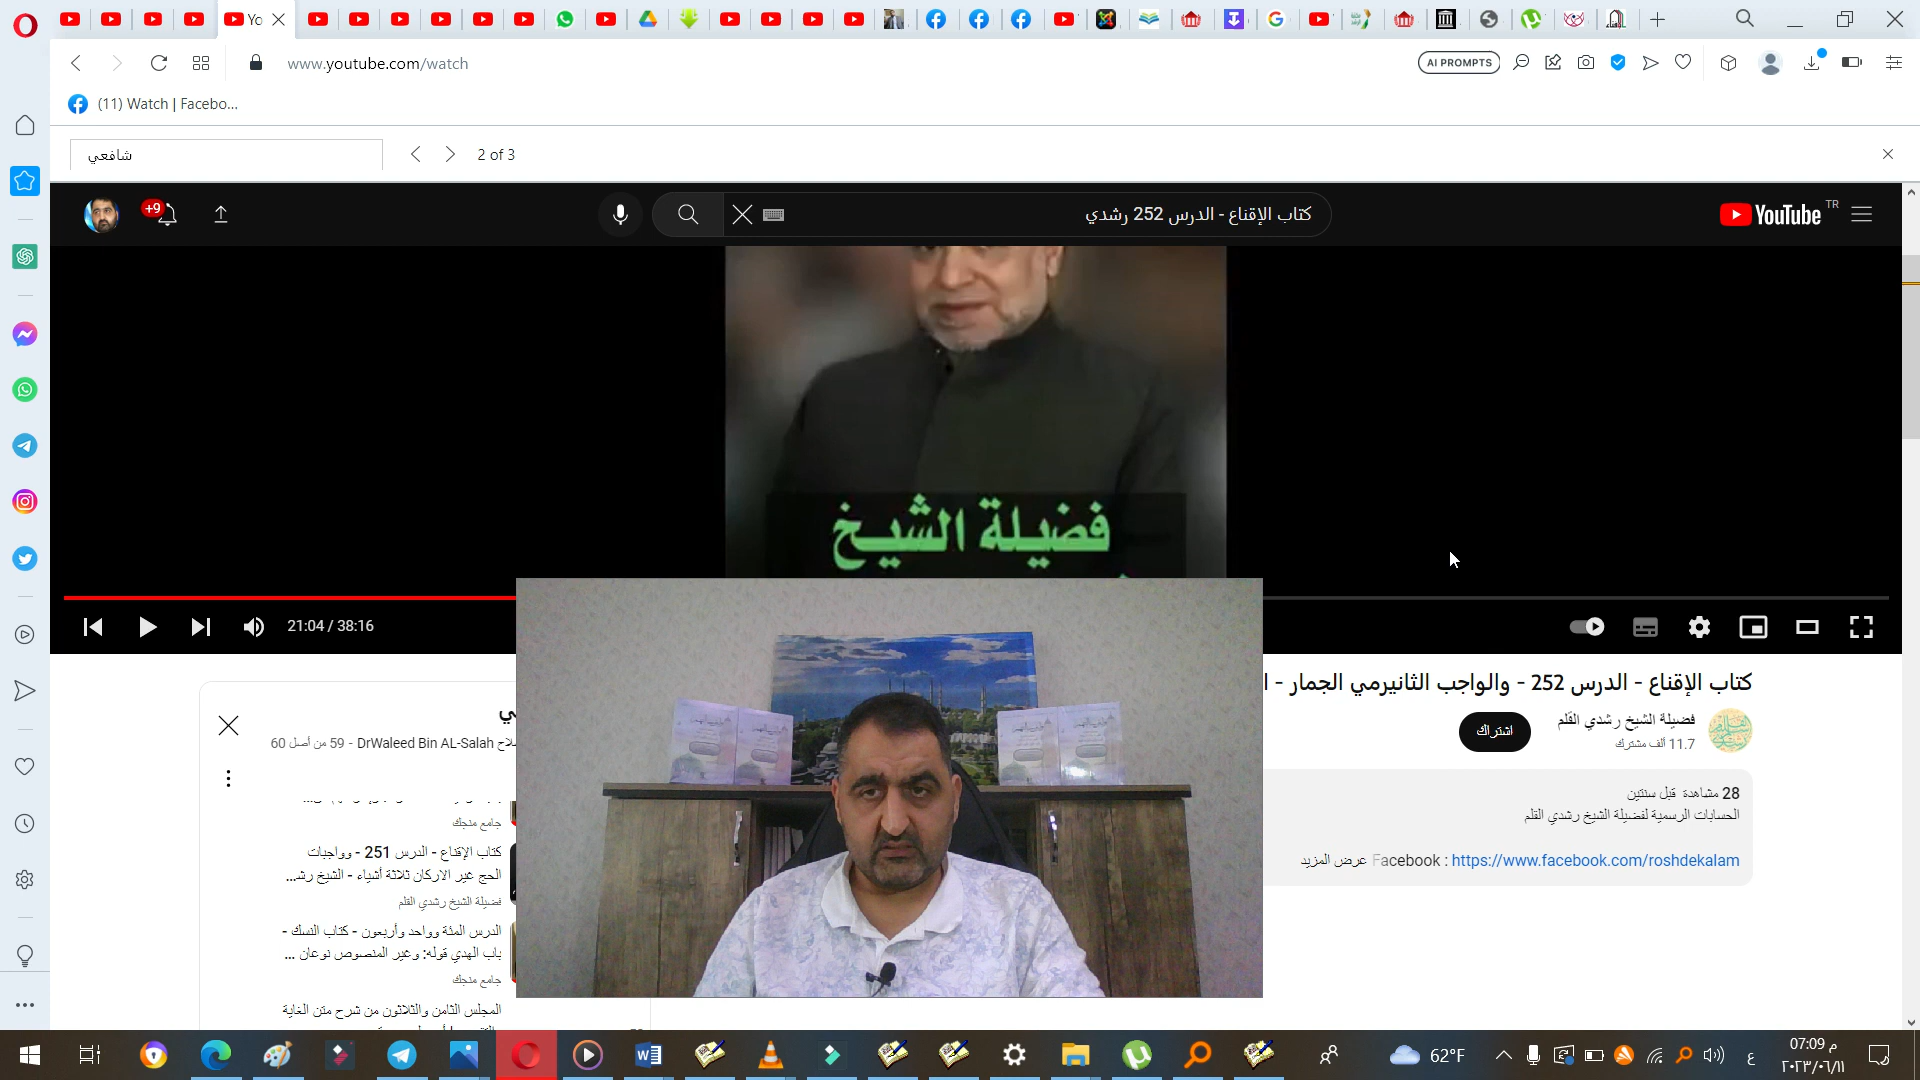 Yo
www.youtube.com/watch
AI PROMPTS
(11) Watch | Facebo...
شافعي
2 of 3
+9
كتاب الإقناع - الدرس 252 رشدي
YouTube
TR
فضيلة الشيخ
21:04 / 38:16
كتاب الإقناع - الدرس 252 - والواجب الثانيرمي الجمار - ا
فضيلة الشيخ رشدي القلم
11.7 ألف مشترك
اشتراك
28 مشاهدة قبل سنتين
الحسابات الرسمية لفضيلة الشيخ رشدي القلم
Facebook : https://www.facebook.com/roshdekalam عرض المزيد
ـلاح DrWaleed Bin AL-Salah - 59 من أصل 60
جامع منجك
كتاب الإقناع - الدرس 251 - وواجبات
الحج غير الاركان ثلاثة أشياء - الشيخ رشد...
فضيلة الشيخ رشدي القلم
الدرس المئة وواحد وأربعون - كتاب النسك -
باب الهدي قوله: وغير المنصوص نوعان ...
جامع منجك
المجلس الثامن والثلاثون من شرح متن الغاية
62°F
ع
07:09 م
٢٠٢٣/٠٦/١١